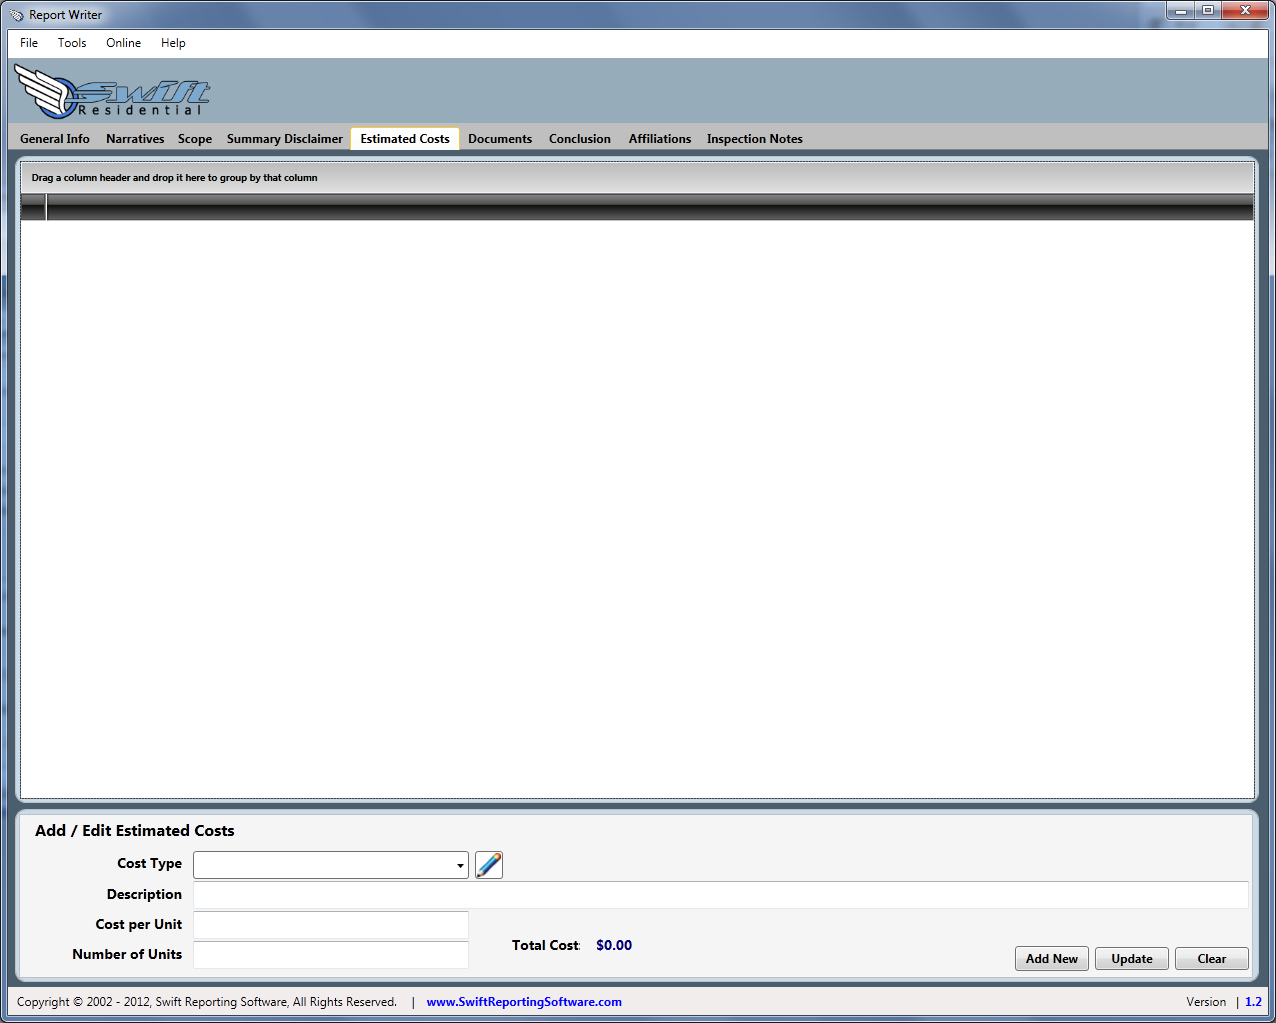 Report Writer
File Tools Online Help
Swift
Residential
General Info Narratives Scope Summary Disclaimer Estimated Costs Documents Conclusion Affiliations Inspection Notes
Drag a column header and drop it here to group by that column
Add / Edit Estimated Costs
Cost Type
Description
Cost per Unit
Number of Units
Total Cost: $0.00
Add New Update Clear
Copyright © 2002 - 2012, Swift Reporting Software, All Rights Reserved. | www.SwiftReportingSoftware.com Version | 1.2